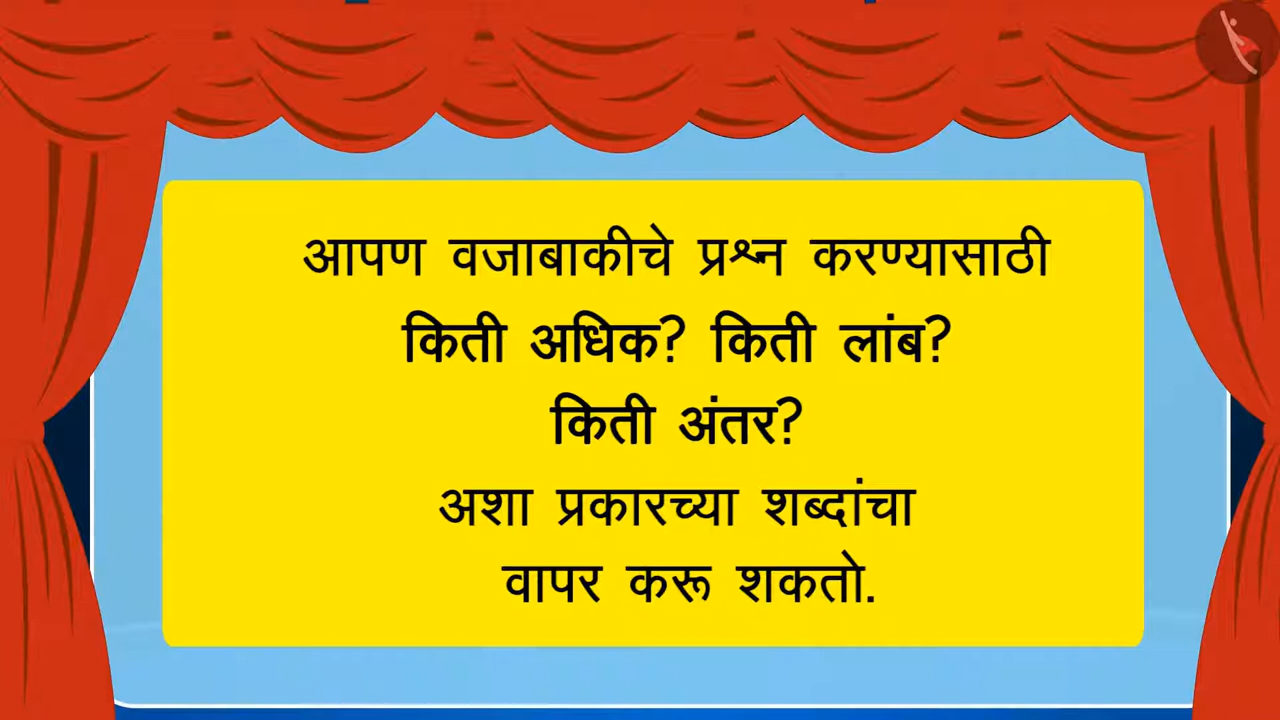 आपण वजाबाकीचे प्रश्न करण्यासाठी
किती अधिक? किती लांब?
किती अंतर?
अशा प्रकारच्या शब्दांचा
वापर करू शकतो.